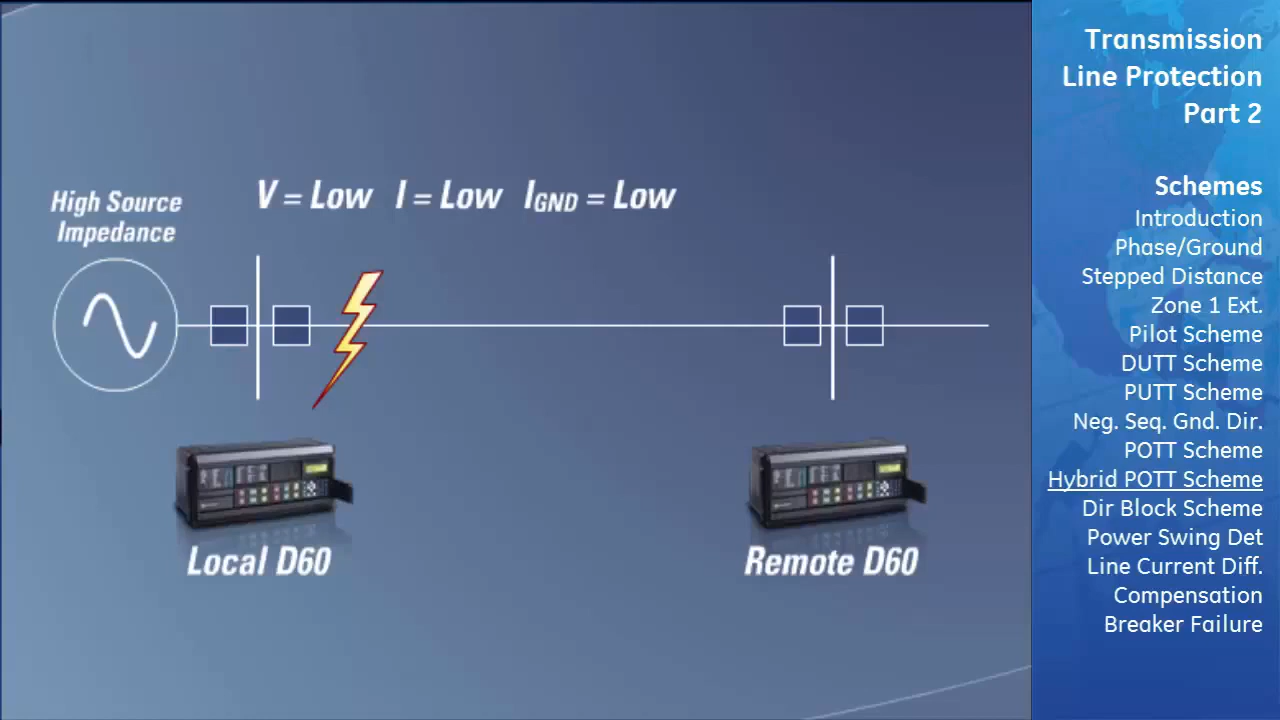 High Source
Impedance
V = Low I = Low IGND = Low
Local D60
Remote D60
Transmission
Line Protection
Part 2
Schemes
Introduction
Phase/Ground
Stepped Distance
Zone 1 Ext.
Pilot Scheme
DUTT Scheme
PUTT Scheme
Neg. Seq. Gnd. Dir.
POTT Scheme
Hybrid POTT Scheme
Dir Block Scheme
Power Swing Det
Line Current Diff.
Compensation
Breaker Failure